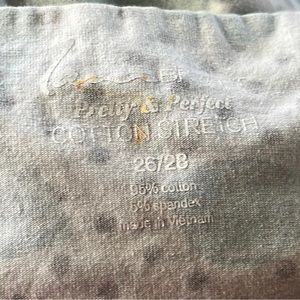 Pretty & Perfect
COTTON STRETCH
26/28
95% cotton
5% spandex
made in Vietnam